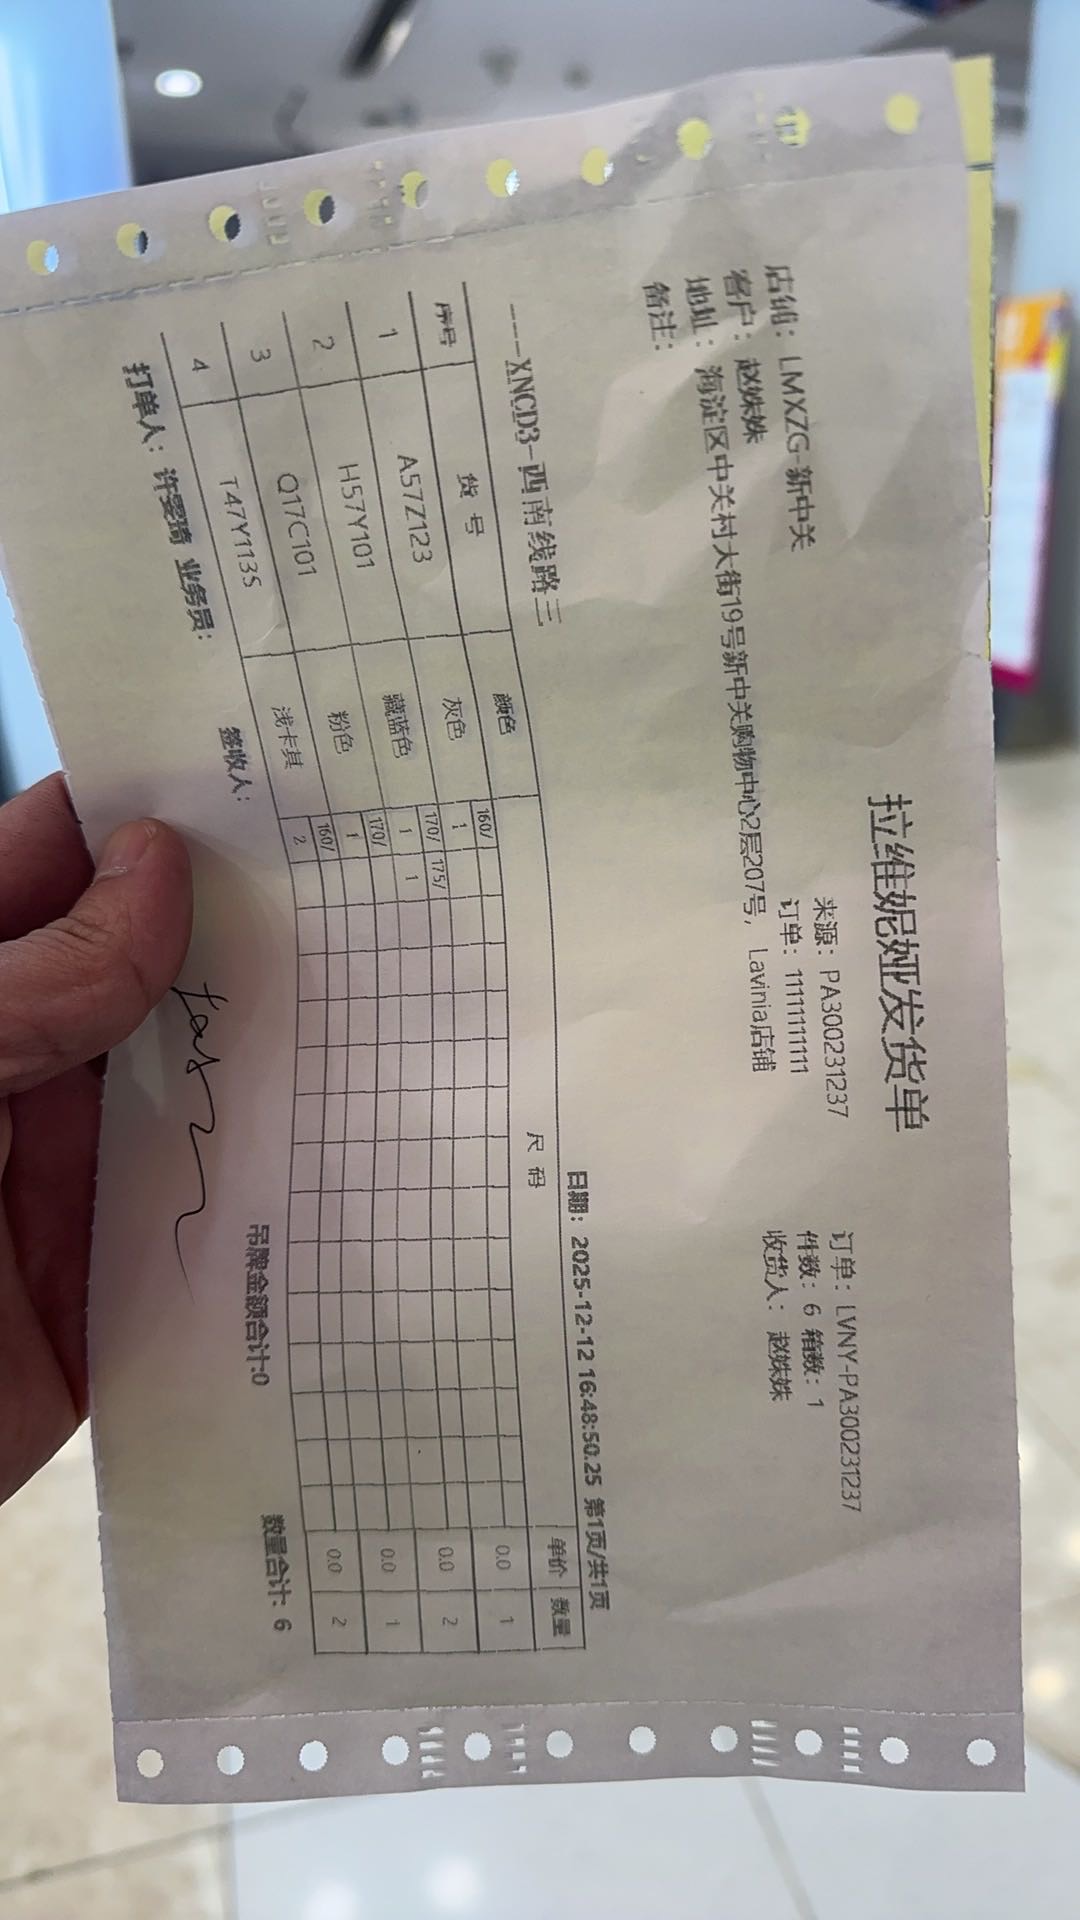 拉维妮娅发货单
店铺：LMXZG-新中关 来源：PA300231237 订单：LVNY-PA300231237
客户：赵姝姝 订单：1111111111 件数：6 箱数：1
地址：海淀区中关村大街19号新中关购物中心2层207号，Lavinia店铺 收货人：赵姝姝
备注：
----XNCD3-西南线路三 日期：2025-12-12 16:48:50.25 第1页/共1页
序号 货号 颜色 尺码 单价 数量
160/
1 A57Z123 灰色 1 0.0 1
170/ 175/
2 H57Y101 藏蓝色 1 1 0.0 2
170/
3 Q17C101 粉色 1 0.0 1
160/
4 T47Y113S 浅卡其 2 0.0 2
打单人：许雯琦 业务员： 签收人： 吊牌金额合计:0 数量合计: 6